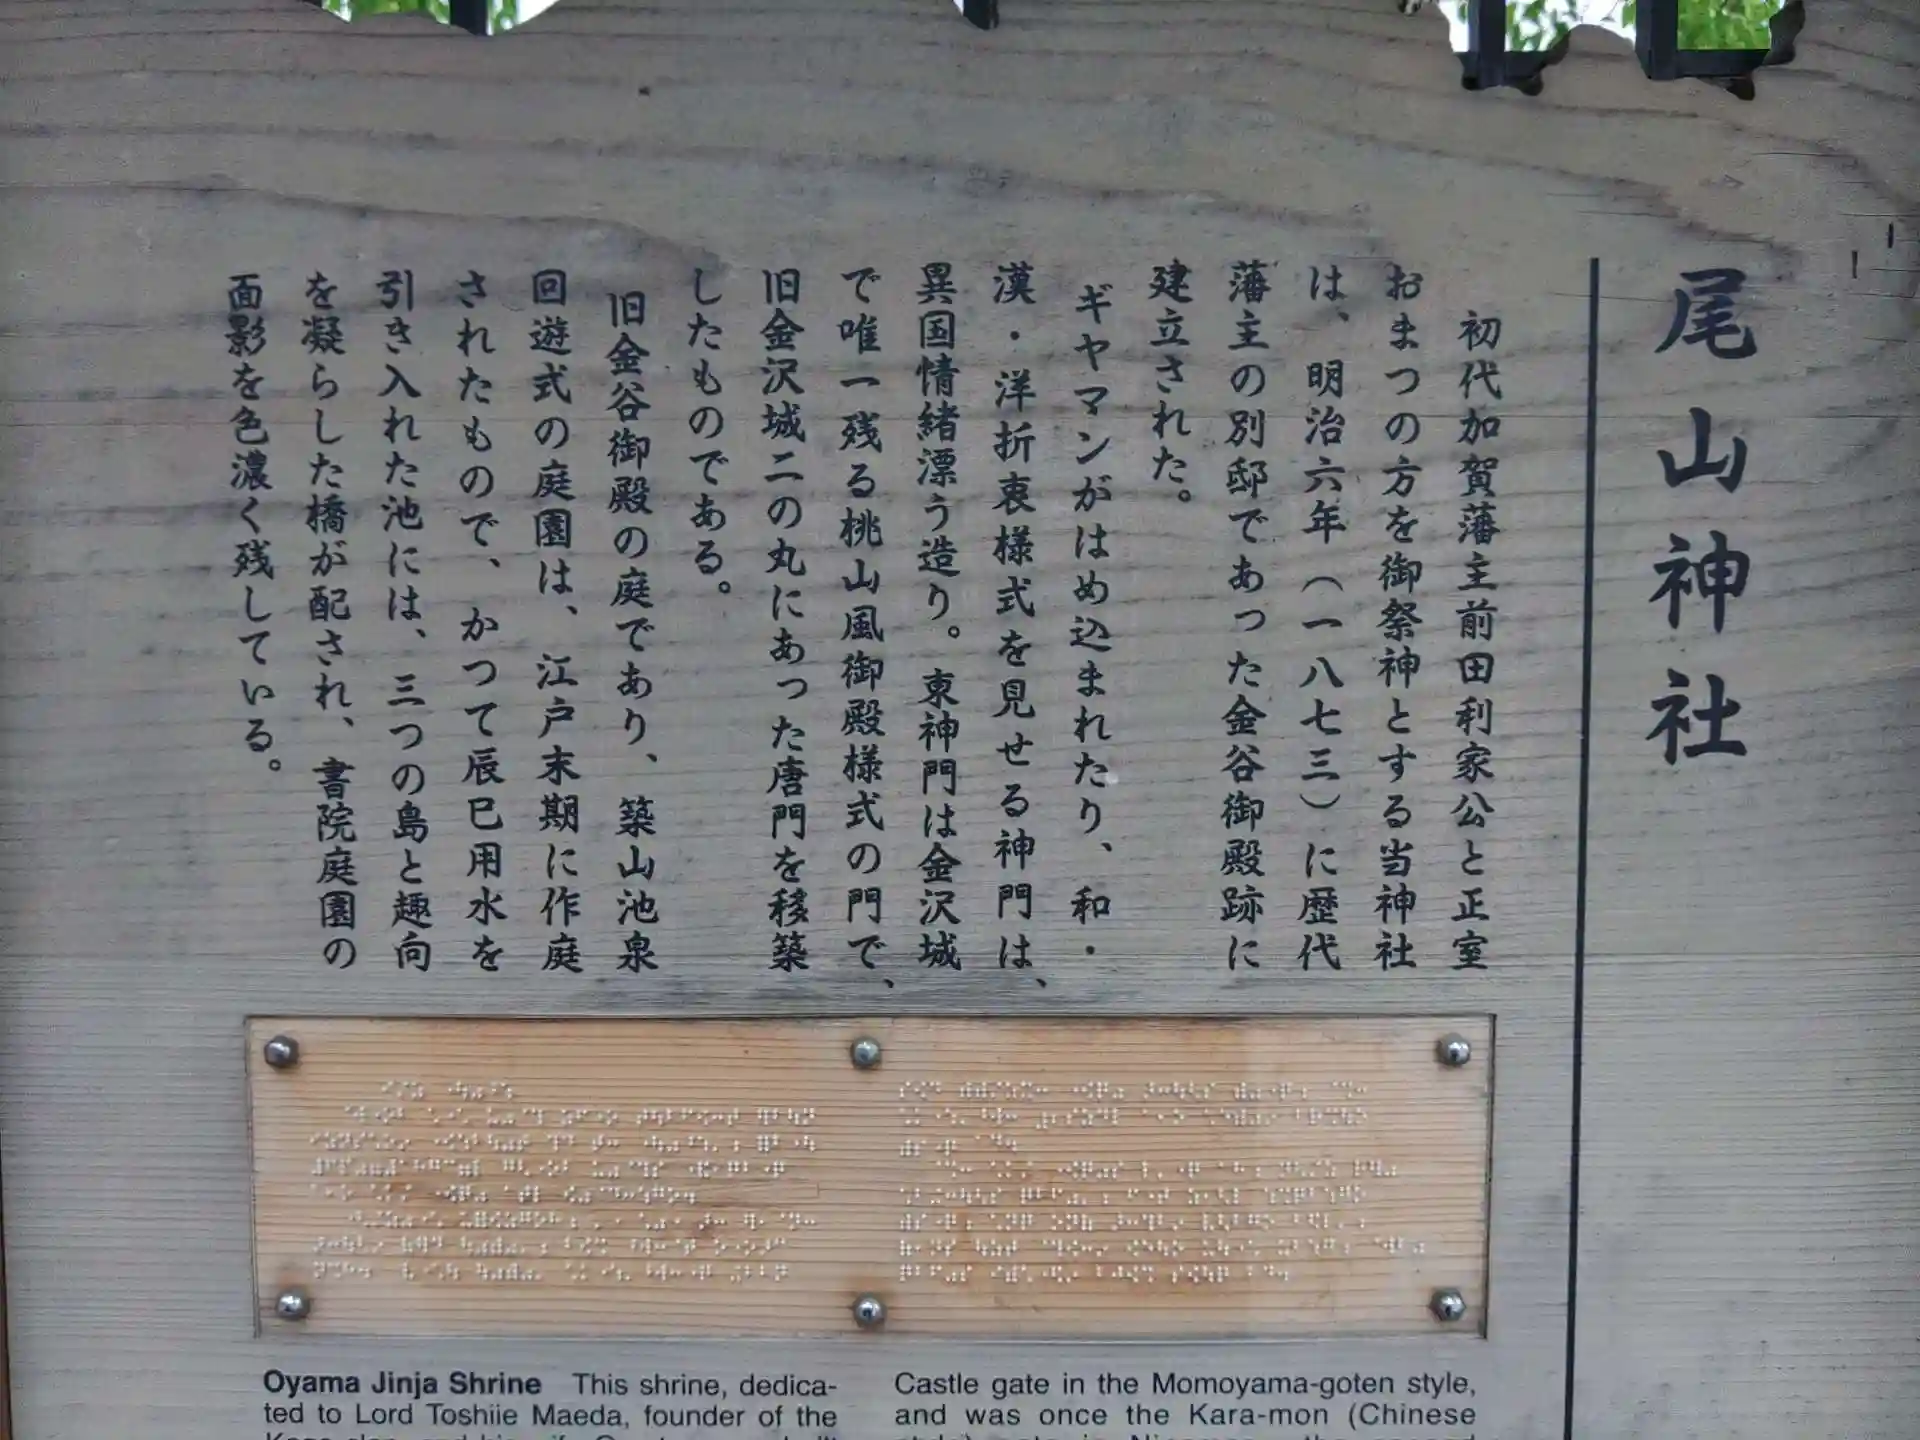 尾山神社
初代加賀藩主前田利家公と正室
おまつの方を御祭神とする当神社
は、明治六年（一八七三）に歴代
藩主の別邸であった金谷御殿跡に
建立された。
ギヤマンがはめ込まれたり、和・
漢・洋折衷様式を見せる神門は、
異国情緒漂う造り。東神門は金沢城
で唯一残る桃山風御殿様式の門で、
旧金沢城二の丸にあった唐門を移築
したものである。
旧金谷御殿の庭であり、築山池泉
回遊式の庭園は、江戸末期に作庭
されたもので、かつて辰巳用水を
引き入れた池には、三つの島と趣向
を凝らした橋が配され、書院庭園の
面影を色濃く残している。
Oyama Jinja Shrine This shrine, dedica-
ted to Lord Toshiie Maeda, founder of the
Castle gate in the Momoyama-goten style,
and was once the Kara-mon (Chinese